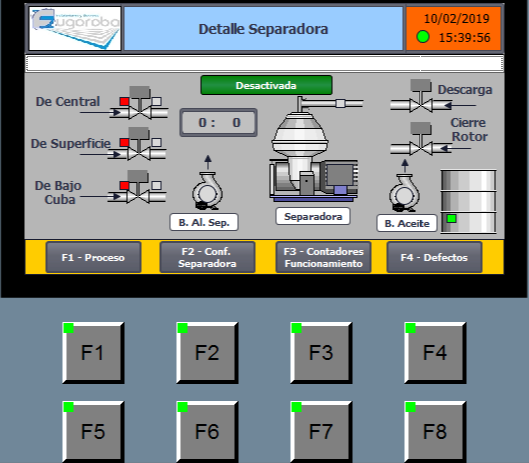 ugoroba
Detalle Separadora
10/02/2019
15:39:56
Desactivada
De Central
0 : 0
Descarga
De Superficie
Cierre
Rotor
De Bajo
Cuba
B. Al. Sep.
Separadora
B. Aceite
F1 - Proceso
F2 - Conf.
Separadora
F3 - Contadores
Funcionamiento
F4 - Defectos
F1
F2
F3
F4
F5
F6
F7
F8